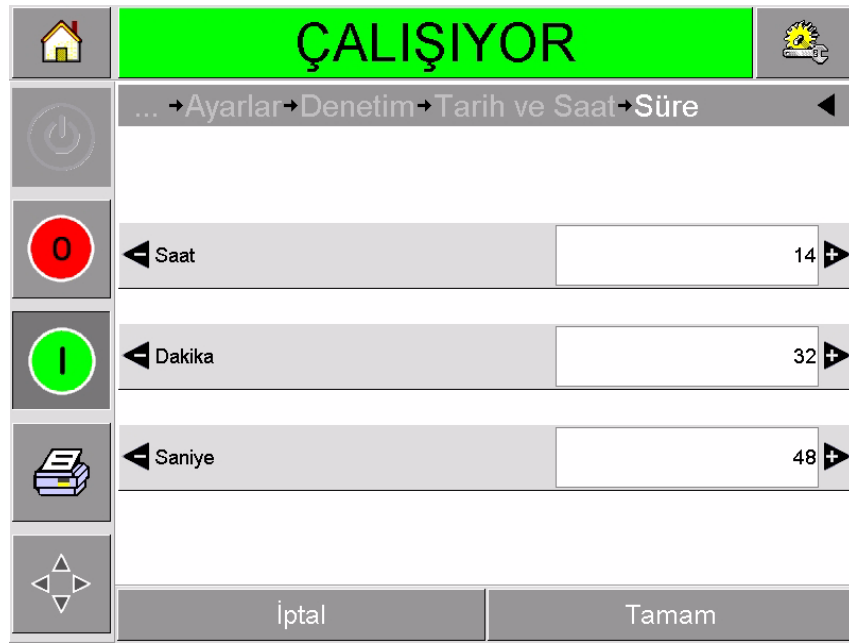 ÇALIŞIYOR
... →Ayarlar→Denetim→Tarih ve Saat→Süre
0
Saat 14
I
Dakika 32
Saniye 48
İptal Tamam